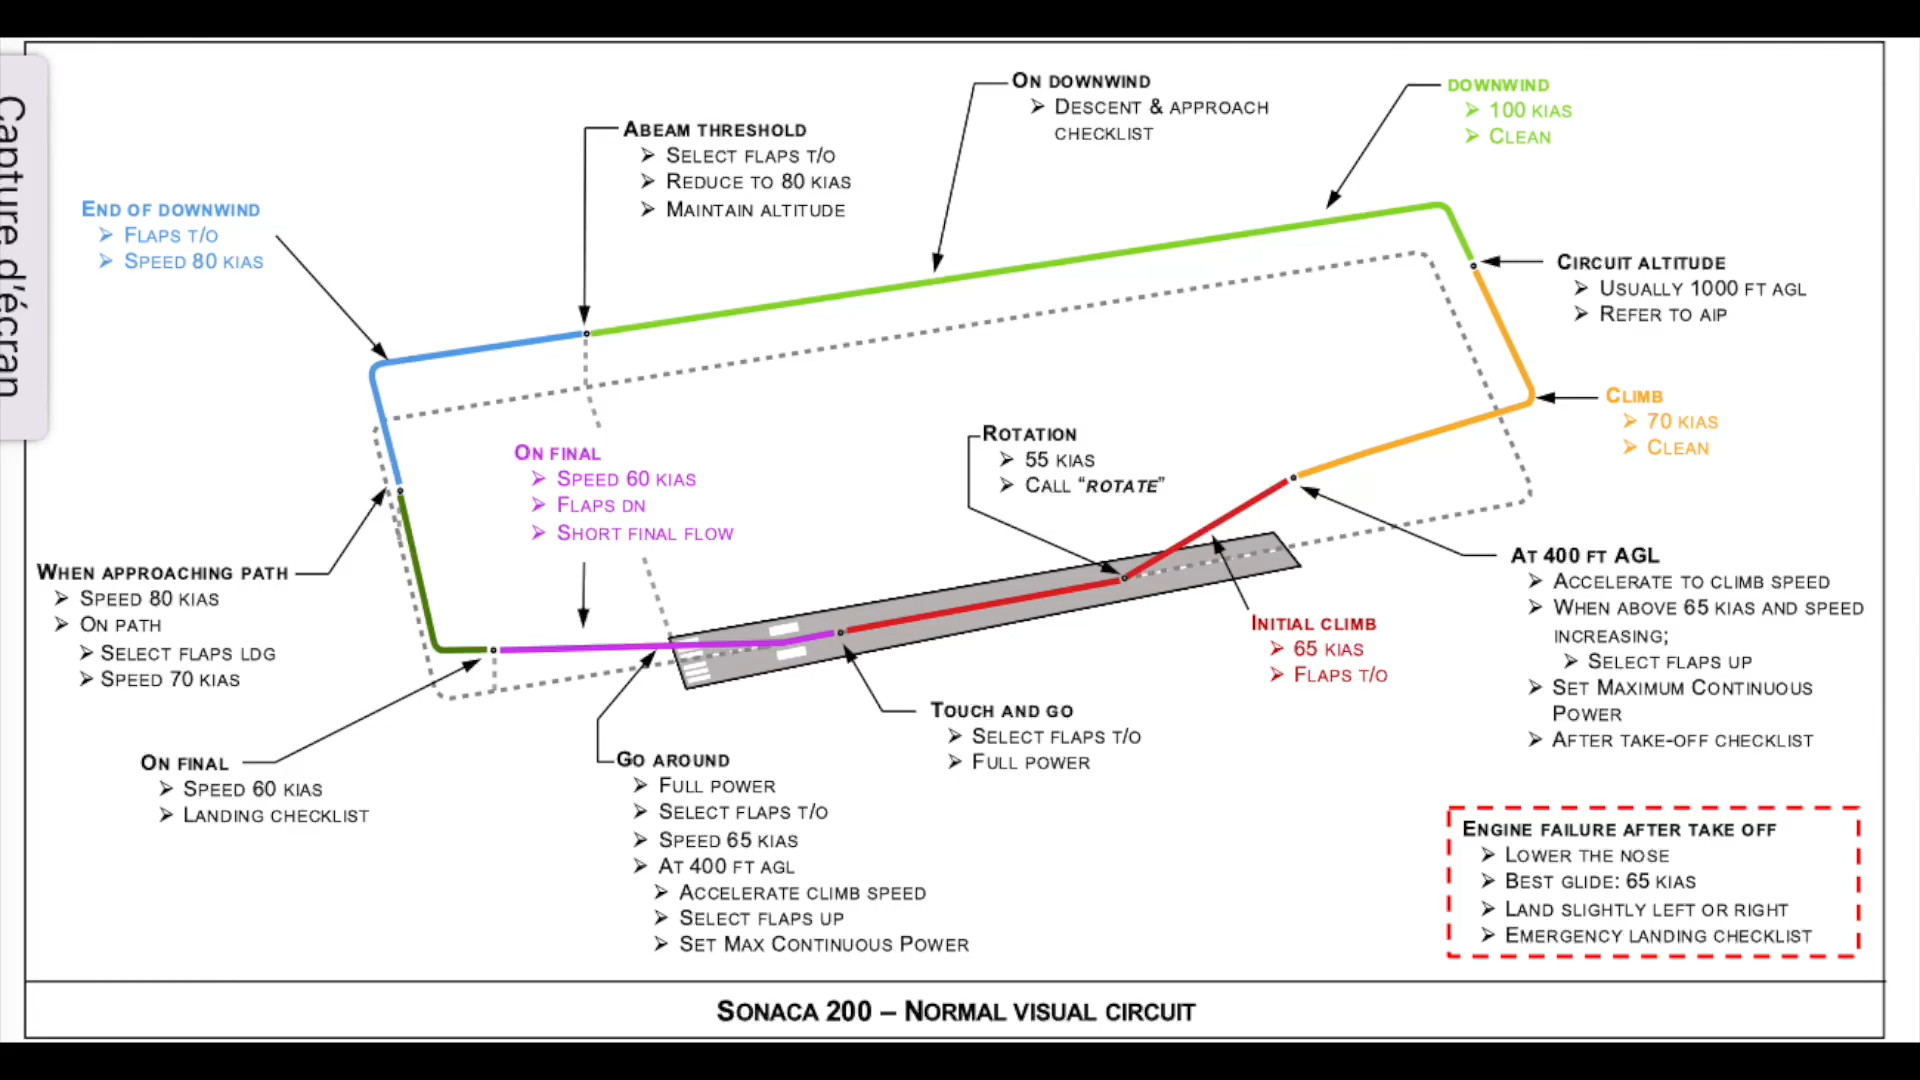 Capture d'écran
ON DOWNWIND
➢ DESCENT & APPROACH
CHECKLIST
DOWNWIND
➢ 100 KIAS
➢ CLEAN
ABEAM THRESHOLD
➢ SELECT FLAPS T/O
➢ REDUCE TO 80 KIAS
➢ MAINTAIN ALTITUDE
END OF DOWNWIND
➢ FLAPS T/O
➢ SPEED 80 KIAS
CIRCUIT ALTITUDE
➢ USUALLY 1000 FT AGL
➢ REFER TO AIP
CLIMB
➢ 70 KIAS
➢ CLEAN
ROTATION
➢ 55 KIAS
➢ CALL “ROTATE”
ON FINAL
➢ SPEED 60 KIAS
➢ FLAPS DN
➢ SHORT FINAL FLOW
WHEN APPROACHING PATH
➢ SPEED 80 KIAS
➢ ON PATH
➢ SELECT FLAPS LDG
➢ SPEED 70 KIAS
AT 400 FT AGL
➢ ACCELERATE TO CLIMB SPEED
➢ WHEN ABOVE 65 KIAS AND SPEED
INCREASING;
➢ SELECT FLAPS UP
➢ SET MAXIMUM CONTINUOUS
POWER
➢ AFTER TAKE-OFF CHECKLIST
INITIAL CLIMB
➢ 65 KIAS
➢ FLAPS T/O
TOUCH AND GO
➢ SELECT FLAPS T/O
➢ FULL POWER
ON FINAL
➢ SPEED 60 KIAS
➢ LANDING CHECKLIST
GO AROUND
➢ FULL POWER
➢ SELECT FLAPS T/O
➢ SPEED 65 KIAS
➢ AT 400 FT AGL
➢ ACCELERATE CLIMB SPEED
➢ SELECT FLAPS UP
➢ SET MAX CONTINUOUS POWER
ENGINE FAILURE AFTER TAKE OFF
➢ LOWER THE NOSE
➢ BEST GLIDE: 65 KIAS
➢ LAND SLIGHTLY LEFT OR RIGHT
➢ EMERGENCY LANDING CHECKLIST
SONACA 200 – NORMAL VISUAL CIRCUIT